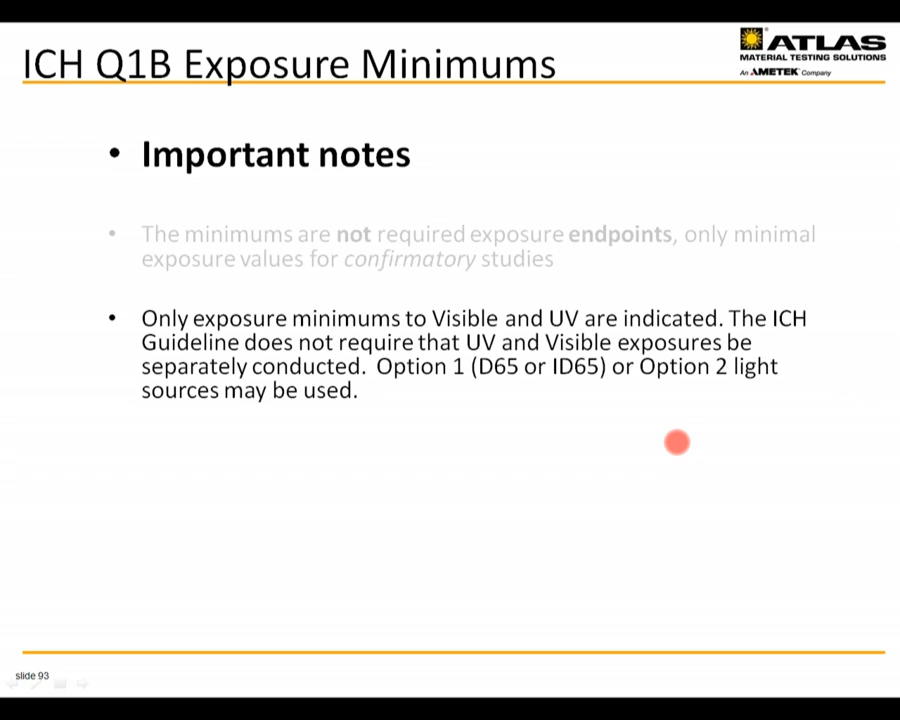 ICH Q1B Exposure Minimums
ATLAS
MATERIAL TESTING SOLUTIONS
An AMETEK Company
• Important notes
• The minimums are not required exposure endpoints, only minimal
exposure values for confirmatory studies
• Only exposure minimums to Visible and UV are indicated. The ICH
Guideline does not require that UV and Visible exposures be
separately conducted. Option 1 (D65 or ID65) or Option 2 light
sources may be used.
slide 93